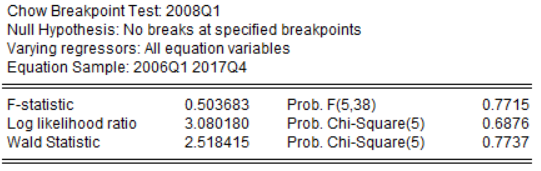 Chow Breakpoint Test: 2008Q1
Null Hypothesis: No breaks at specified breakpoints
Varying regressors: All equation variables
Equation Sample: 2006Q1 2017Q4
F-statistic 0.503683 Prob. F(5,38) 0.7715
Log likelihood ratio 3.080180 Prob. Chi-Square(5) 0.6876
Wald Statistic 2.518415 Prob. Chi-Square(5) 0.7737